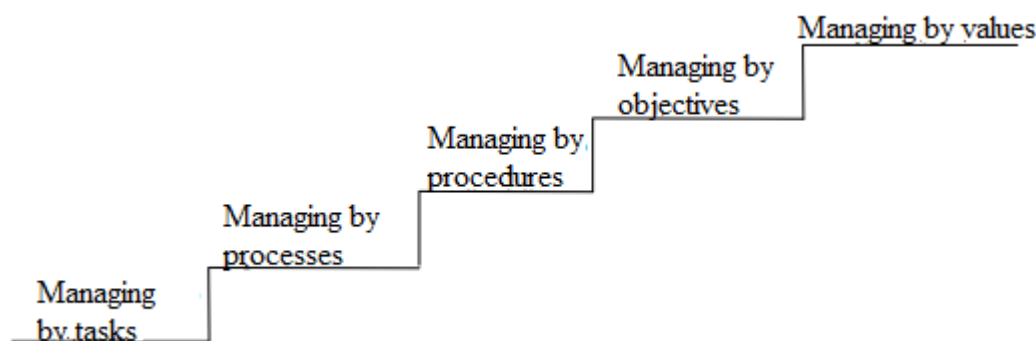 Managing by values
Managing by
objectives
Managing by
procedures
Managing by
processes
Managing
by tasks